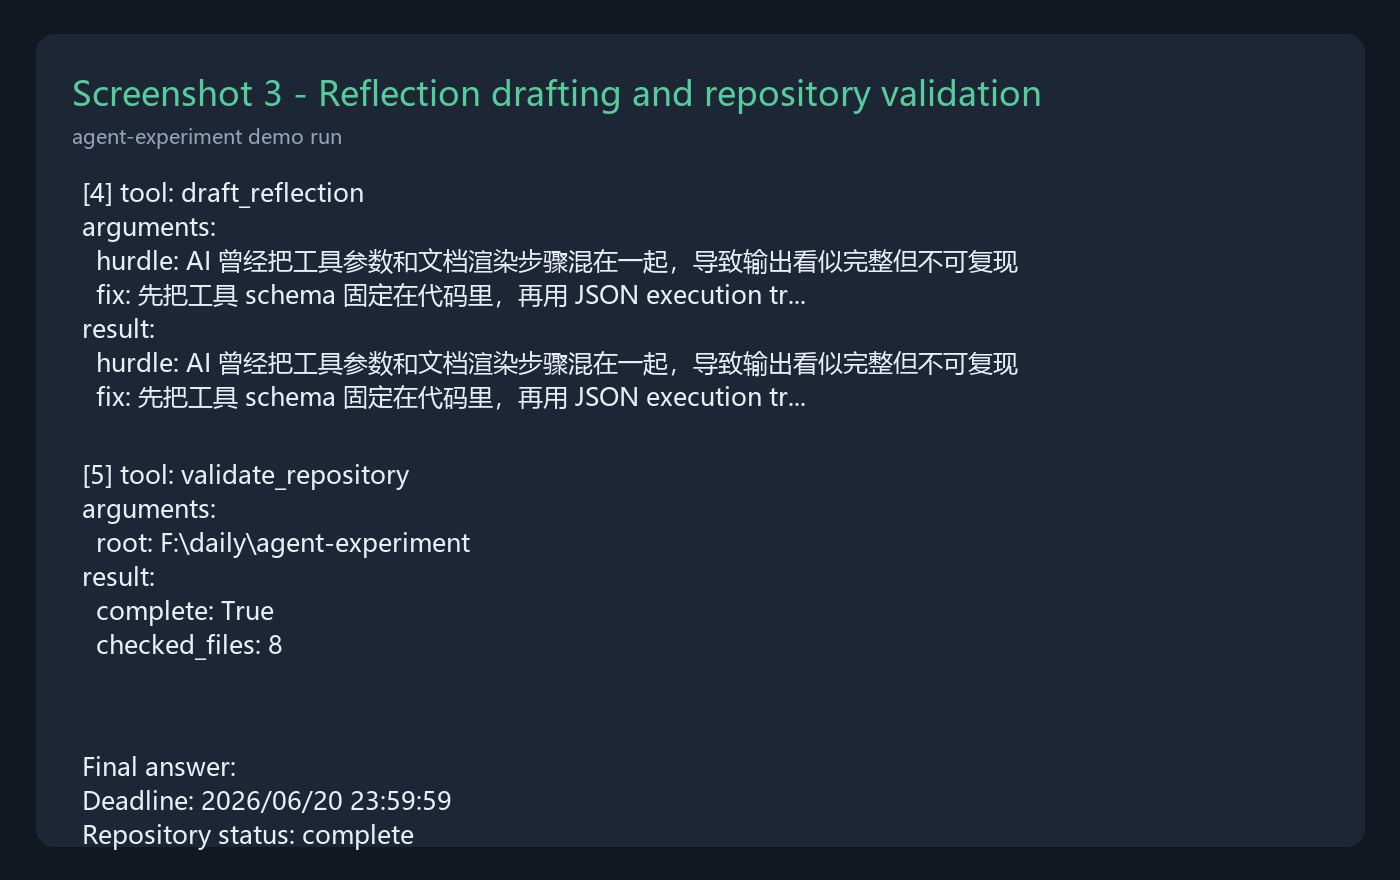 Screenshot 3 - Reflection drafting and repository validation
agent-experiment demo run
[4] tool: draft_reflection
arguments:
hurdle: AI 曾经把工具参数和文档渲染步骤混在一起，导致输出看似完整但不可复现
fix: 先把工具 schema 固定在代码里，再用 JSON execution tr...
result:
hurdle: AI 曾经把工具参数和文档渲染步骤混在一起，导致输出看似完整但不可复现
fix: 先把工具 schema 固定在代码里，再用 JSON execution tr...
[5] tool: validate_repository
arguments:
root: F:\daily\agent-experiment
result:
complete: True
checked_files: 8
Final answer:
Deadline: 2026/06/20 23:59:59
Repository status: complete